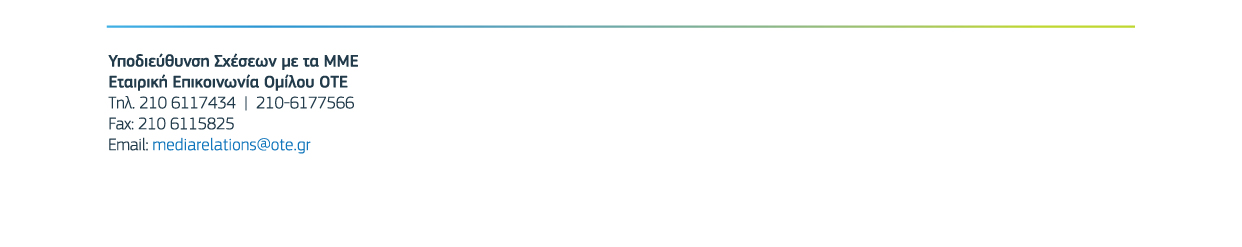 Υποδιεύθυνση Σχέσεων με τα ΜΜΕ
Εταιρική Επικοινωνία Ομίλου ΟΤΕ
Τηλ. 210 6117434 | 210-6177566
Fax: 210 6115825
Email: mediarelations@ote.gr